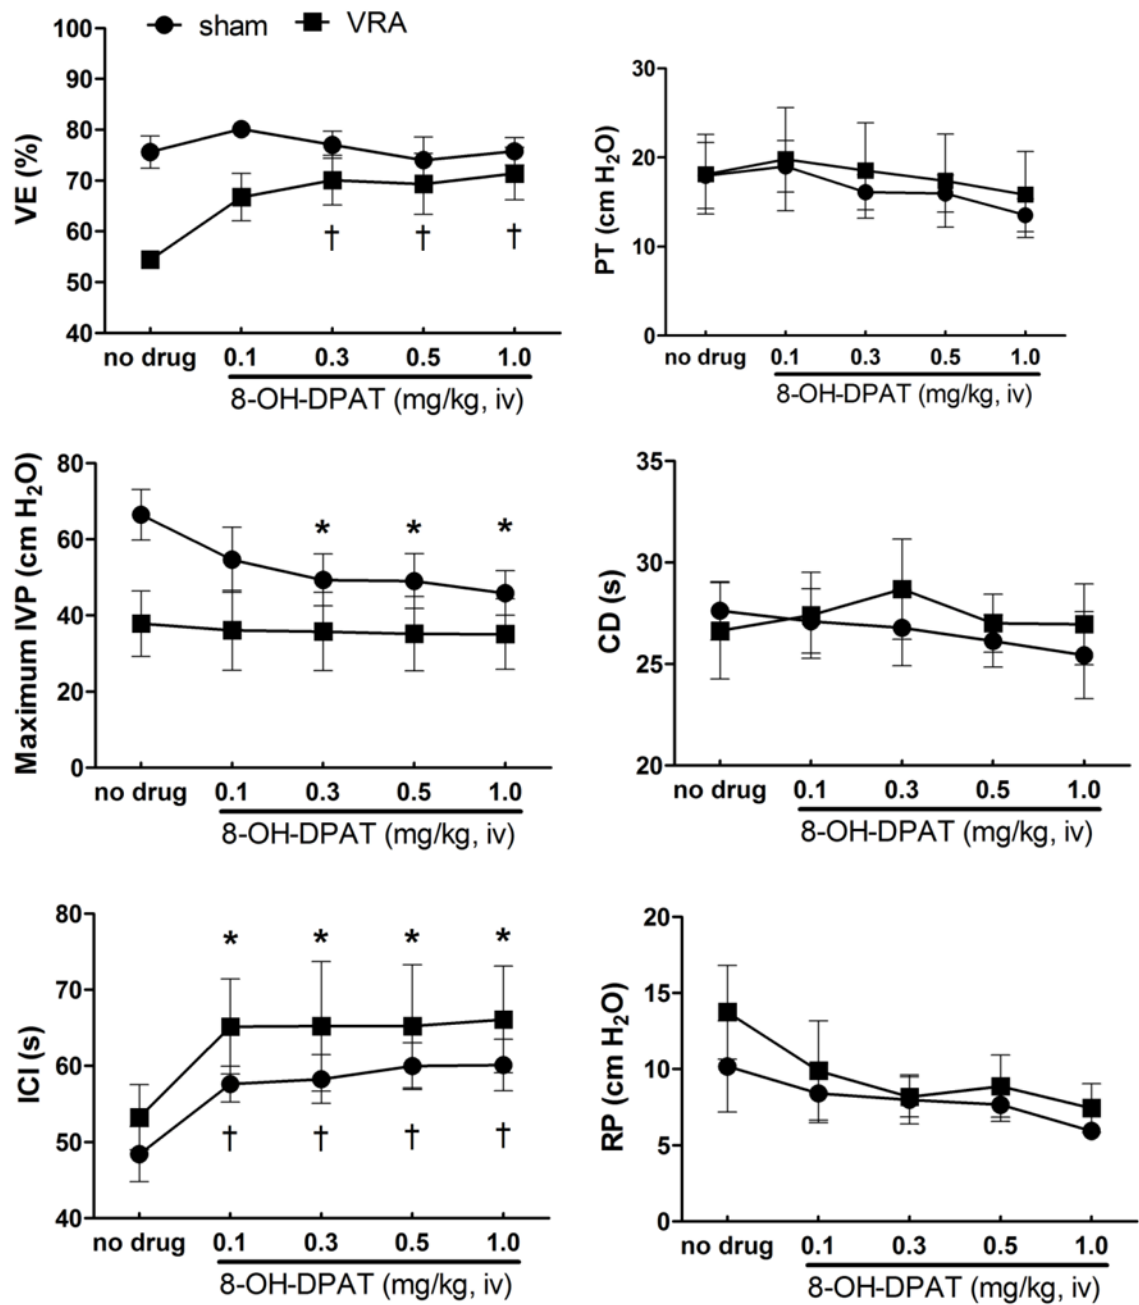 sham VRA
VE (%)
100
90
80
70
60
50
40
† † †
no drug 0.1 0.3 0.5 1.0
8-OH-DPAT (mg/kg, iv)
PT (cm H₂O)
30
20
10
0
no drug 0.1 0.3 0.5 1.0
8-OH-DPAT (mg/kg, iv)
Maximum IVP (cm H₂O)
80
60
40
20
0
* * *
no drug 0.1 0.3 0.5 1.0
8-OH-DPAT (mg/kg, iv)
CD (s)
35
30
25
20
no drug 0.1 0.3 0.5 1.0
8-OH-DPAT (mg/kg, iv)
ICI (s)
80
70
60
50
40
* * * *
† † † †
no drug 0.1 0.3 0.5 1.0
8-OH-DPAT (mg/kg, iv)
RP (cm H₂O)
20
15
10
5
0
no drug 0.1 0.3 0.5 1.0
8-OH-DPAT (mg/kg, iv)